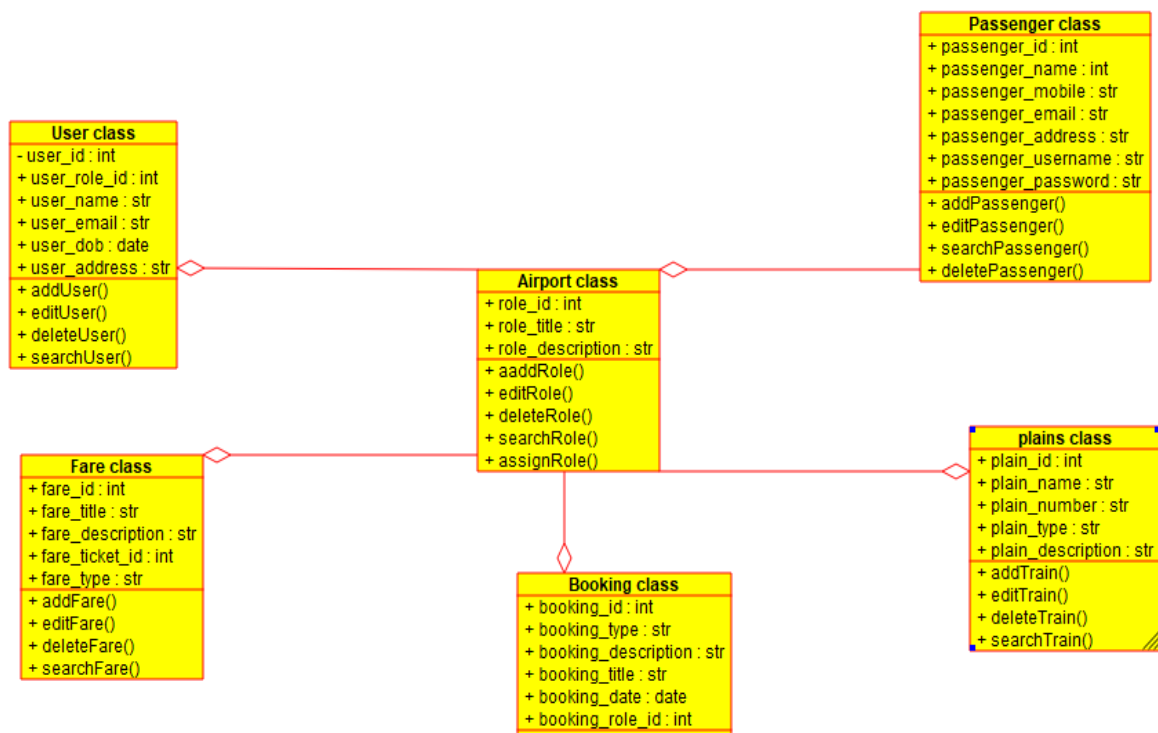 Passenger class
+ passenger_id : int
+ passenger_name : int
+ passenger_mobile : str
+ passenger_email : str
+ passenger_address : str
+ passenger_username : str
+ passenger_password : str
+ addPassenger()
+ editPassenger()
+ searchPassenger()
+ deletePassenger()
User class
- user_id : int
+ user_role_id : int
+ user_name : str
+ user_email : str
+ user_dob : date
+ user_address : str
+ addUser()
+ editUser()
+ deleteUser()
+ searchUser()
Airport class
+ role_id : int
+ role_title : str
+ role_description : str
+ aaddRole()
+ editRole()
+ deleteRole()
+ searchRole()
+ assignRole()
Fare class
+ fare_id : int
+ fare_title : str
+ fare_description : str
+ fare_ticket_id : int
+ fare_type : str
+ addFare()
+ editFare()
+ deleteFare()
+ searchFare()
plains class
+ plain_id : int
+ plain_name : str
+ plain_number : str
+ plain_type : str
+ plain_description : str
+ addTrain()
+ editTrain()
+ deleteTrain()
+ searchTrain()
Booking class
+ booking_id : int
+ booking_type : str
+ booking_description : str
+ booking_title : str
+ booking_date : date
+ booking_role_id : int